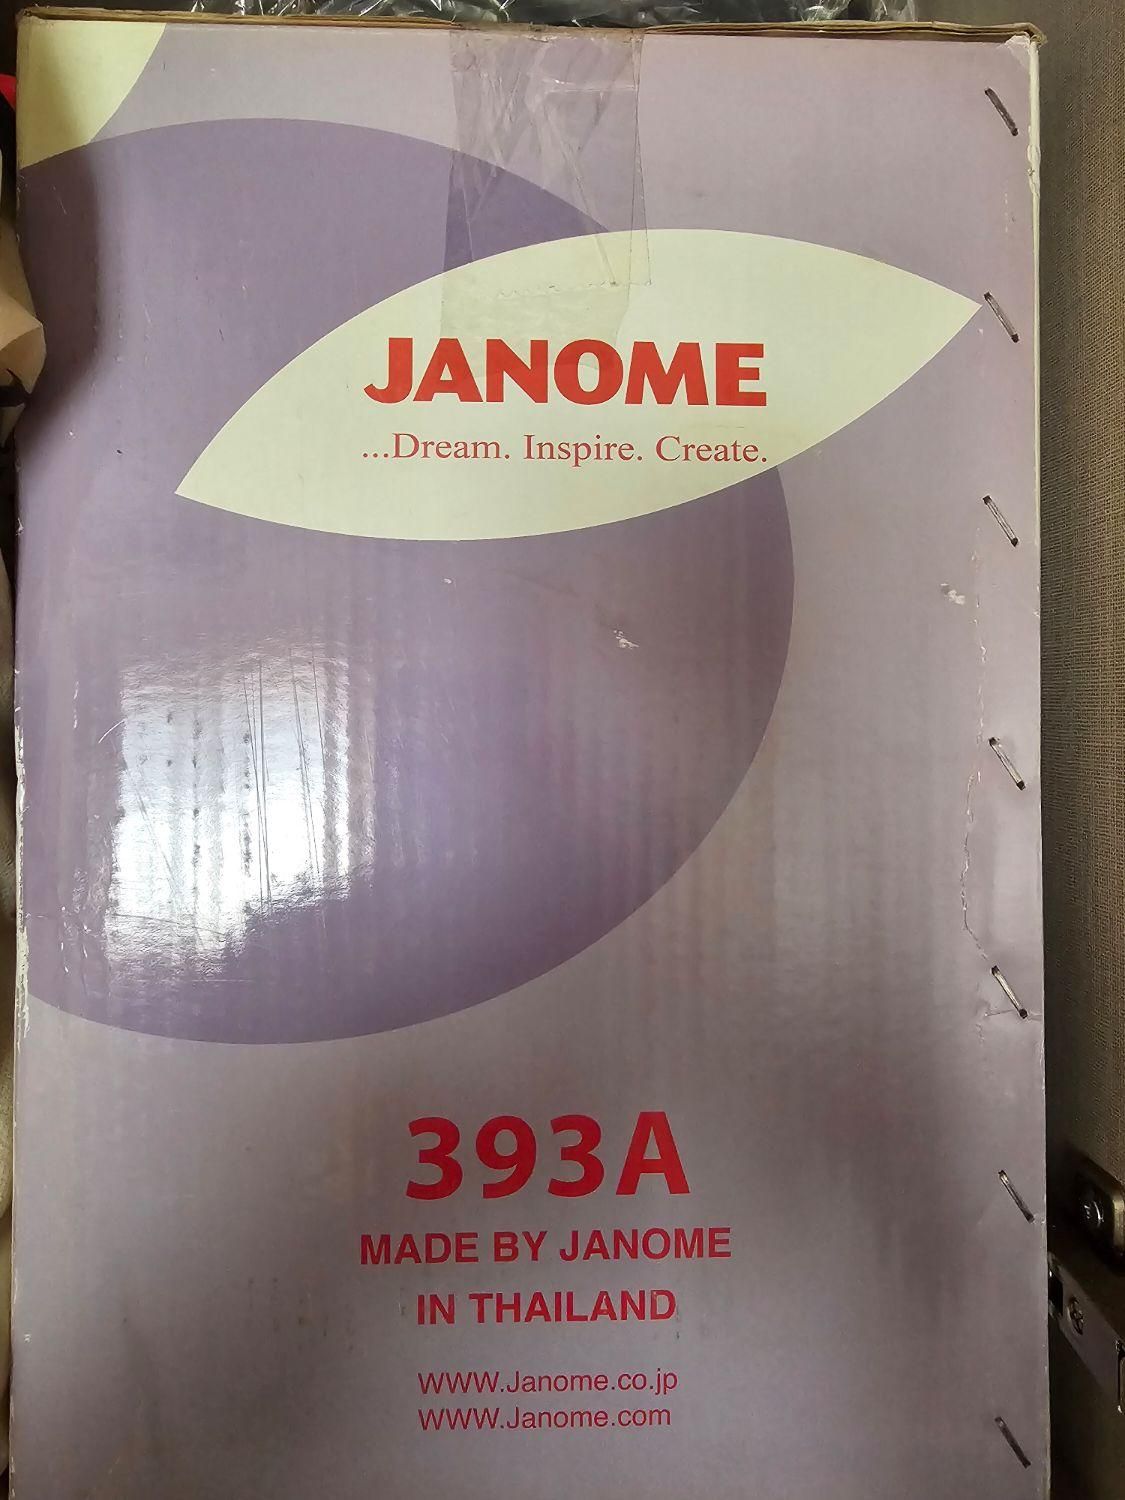 JANOME
...Dream. Inspire. Create.
393A
MADE BY JANOME
IN THAILAND
WWW.Janome.co.jp
WWW.Janome.com